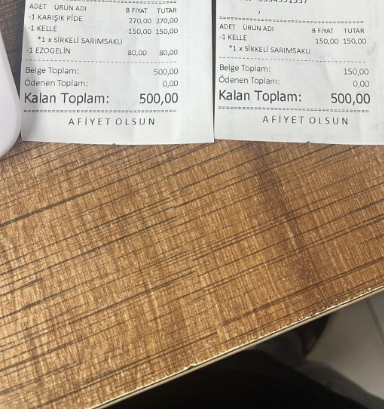 ADET ÜRÜN ADI B FİYAT TUTAR
-1 KARIŞIK PİDE 270,00 270,00
-1 KELLE 150,00 150,00
*1 x SİRKELİ SARIMSAKLI
-1 EZOGELİN 80,00 80,00
Belge Toplam: 500,00
Ödenen Toplam: 0,00
Kalan Toplam: 500,00
AFİYET OLSUN
ADET ÜRÜN ADI B FİYAT TUTAR
-1 KELLE 150,00 150,00
*1 x SİRKELİ SARIMSAKLI
Belge Toplam: 150,00
Ödenen Toplam: 0,00
Kalan Toplam: 500,00
AFİYET OLSUN